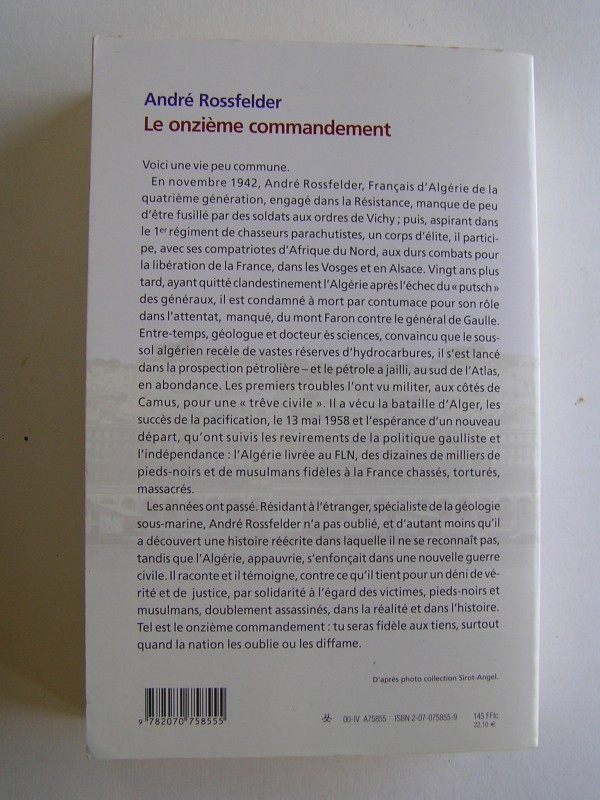 André Rossfelder
Le onzième commandement
Voici une vie peu commune.
En novembre 1942, André Rossfelder, Français d'Algérie de la
quatrième génération, engagé dans la Résistance, manque de peu
d'être fusillé par des soldats aux ordres de Vichy ; puis, aspirant dans
le 1er régiment de chasseurs parachutistes, un corps d'élite, il partici-
pe, avec ses compatriotes d'Afrique du Nord, aux durs combats pour
la libération de la France, dans les Vosges et en Alsace. Vingt ans plus
tard, ayant quitté clandestinement l'Algérie après l'échec du « putsch »
des généraux, il est condamné à mort par contumace pour son rôle
dans l'attentat, manqué, du mont Faron contre le général de Gaulle.
Entre-temps, géologue et docteur ès sciences, convaincu que le sous-
sol algérien recèle de vastes réserves d'hydrocarbures, il s'est lancé
dans la prospection pétrolière – et le pétrole a jailli, au sud de l'Atlas,
en abondance. Les premiers troubles l'ont vu militer, aux côtés de
Camus, pour une « trêve civile ». Il a vécu la bataille d'Alger, les
succès de la pacification, le 13 mai 1958 et l'espérance d'un nouveau
départ, qu'ont suivis les revirements de la politique gaulliste et
l'indépendance : l'Algérie livrée au FLN, des dizaines de milliers de
pieds-noirs et de musulmans fidèles à la France chassés, torturés,
massacrés.
Les années ont passé. Résidant à l'étranger, spécialiste de la géologie
sous-marine, André Rossfelder n'a pas oublié, et d'autant moins qu'il
a découvert une histoire réécrite dans laquelle il ne se reconnaît pas,
tandis que l'Algérie, appauvrie, s'enfonçait dans une nouvelle guerre
civile. Il raconte et il témoigne, contre ce qu'il tient pour un déni de vé-
rité et de justice, par solidarité à l'égard des victimes, pieds-noirs et
musulmans, doublement assassinés, dans la réalité et dans l'histoire.
Tel est le onzième commandement : tu seras fidèle aux tiens, surtout
quand la nation les oublie ou les diffame.
D'après photo collection Sirot-Angel.
9 782070 758555
00-IV A75855 ISBN 2-07-075855-9 145 FFtc
22,10 €